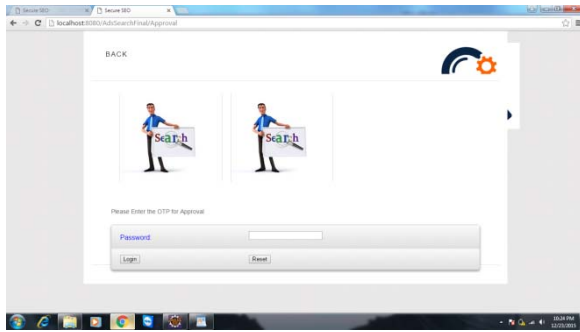 Secure SEO
Secure SEO
localhost:8080/AdsSearchFinal/Approval
BACK
Search
Search
Please Enter the OTP for Approval
Password
Login
Reset
10:24 PM
12/23/2015